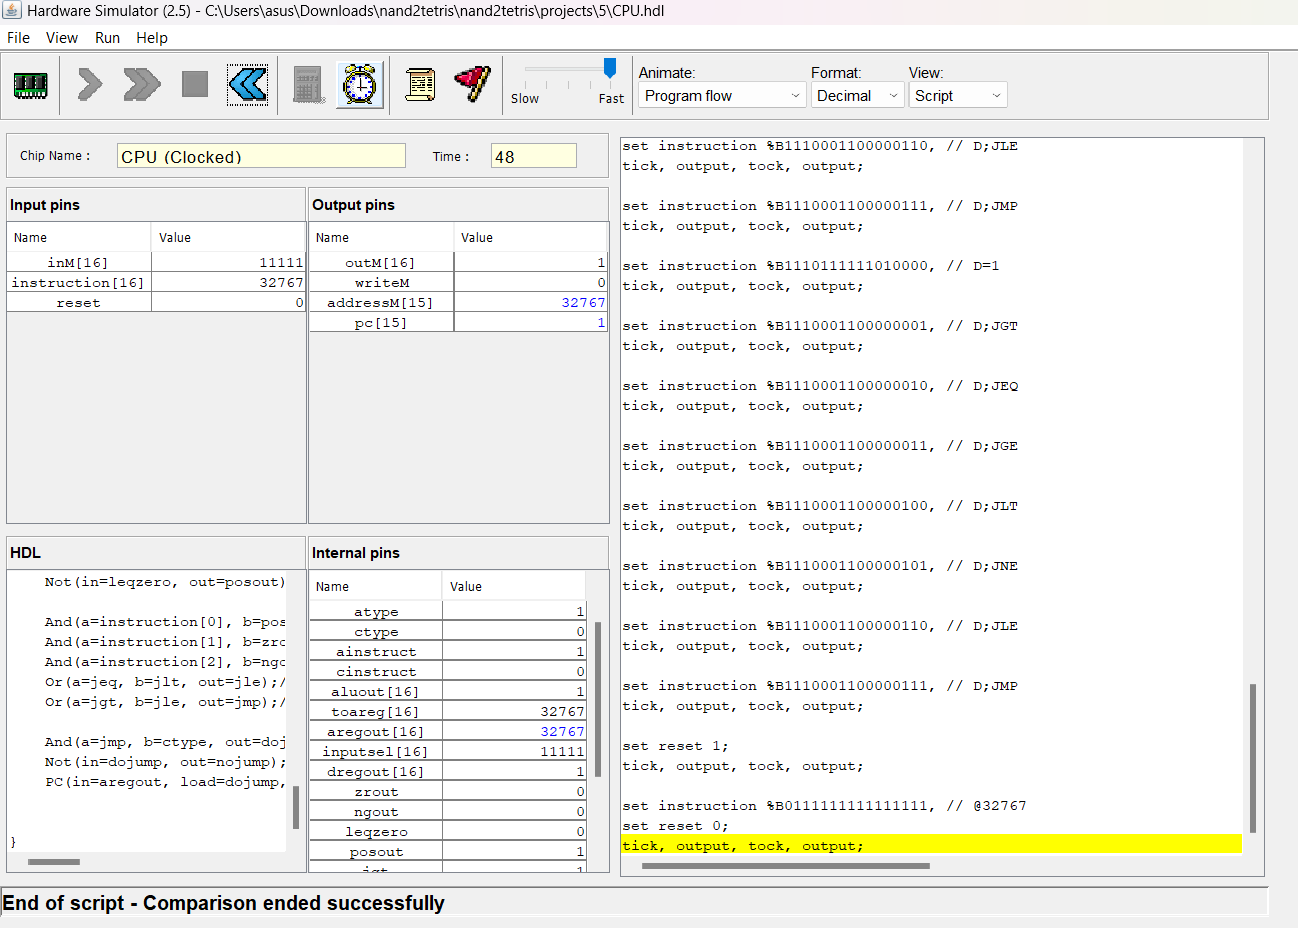 Hardware Simulator (2.5) - C:\Users\asus\Downloads\nand2tetris\nand2tetris\projects\5\CPU.hdl
File View Run Help
Slow Fast
Animate: Format: View:
Program flow Decimal Script
Chip Name : CPU (Clocked) Time : 48
Input pins
Name Value
inM[16] 11111
instruction[16] 32767
reset 0
Output pins
Name Value
outM[16] 1
writeM 0
addressM[15] 32767
pc[15] 1
HDL
Not(in=leqzero, out=posout)
And(a=instruction[0], b=pos
And(a=instruction[1], b=zro
And(a=instruction[2], b=ngo
Or(a=jeq, b=jlt, out=jle);/
Or(a=jgt, b=jle, out=jmp);/
And(a=jmp, b=ctype, out=doj
Not(in=dojump, out=nojump);
PC(in=aregout, load=dojump,
}
Internal pins
Name Value
atype 1
ctype 0
ainstruct 1
cinstruct 0
aluout[16] 1
toareg[16] 32767
aregout[16] 32767
inputsel[16] 11111
dregout[16] 1
zrout 0
ngout 0
leqzero 0
posout 1
jgt 1
set instruction %B1110001100000110, // D;JLE
tick, output, tock, output;
set instruction %B1110001100000111, // D;JMP
tick, output, tock, output;
set instruction %B1110111111010000, // D=1
tick, output, tock, output;
set instruction %B1110001100000001, // D;JGT
tick, output, tock, output;
set instruction %B1110001100000010, // D;JEQ
tick, output, tock, output;
set instruction %B1110001100000011, // D;JGE
tick, output, tock, output;
set instruction %B1110001100000100, // D;JLT
tick, output, tock, output;
set instruction %B1110001100000101, // D;JNE
tick, output, tock, output;
set instruction %B1110001100000110, // D;JLE
tick, output, tock, output;
set instruction %B1110001100000111, // D;JMP
tick, output, tock, output;
set reset 1;
tick, output, tock, output;
set instruction %B0111111111111111, // @32767
set reset 0;
tick, output, tock, output;
End of script - Comparison ended successfully